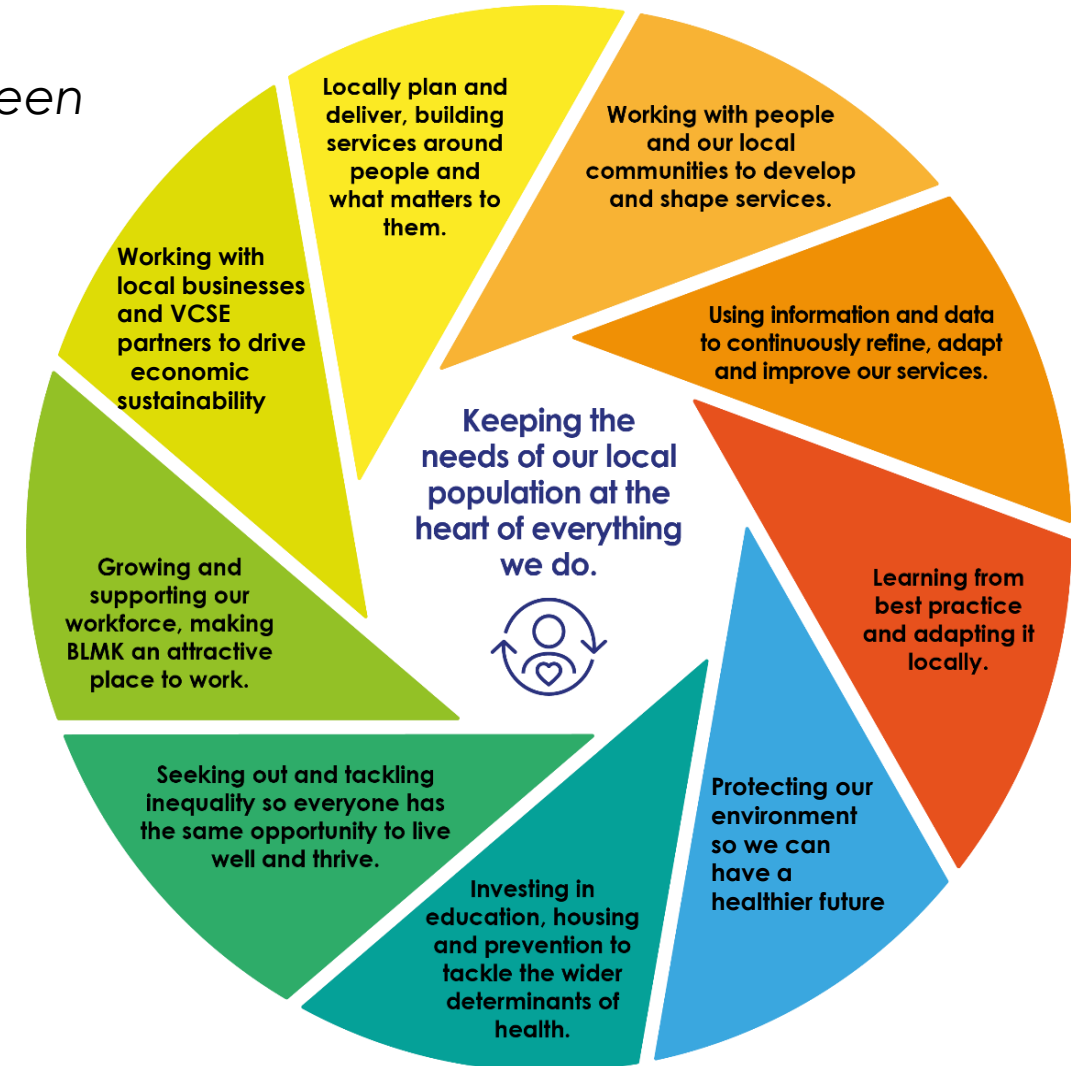 een
Locally plan and
deliver, building
services around
people and
what matters to
them.
Working with people
and our local
communities to develop
and shape services.
Using information and data
to continuously refine, adapt
and improve our services.
Learning from
best practice
and adapting it
locally.
Protecting our
environment
so we can
have a
healthier future
Investing in
education, housing
and prevention to
tackle the wider
determinants of
health.
Seeking out and tackling
inequality so everyone has
the same opportunity to live
well and thrive.
Growing and
supporting our
workforce, making
BLMK an attractive
place to work.
Working with
local businesses
and VCSE
partners to drive
economic
sustainability
Keeping the
needs of our local
population at the
heart of everything
we do.